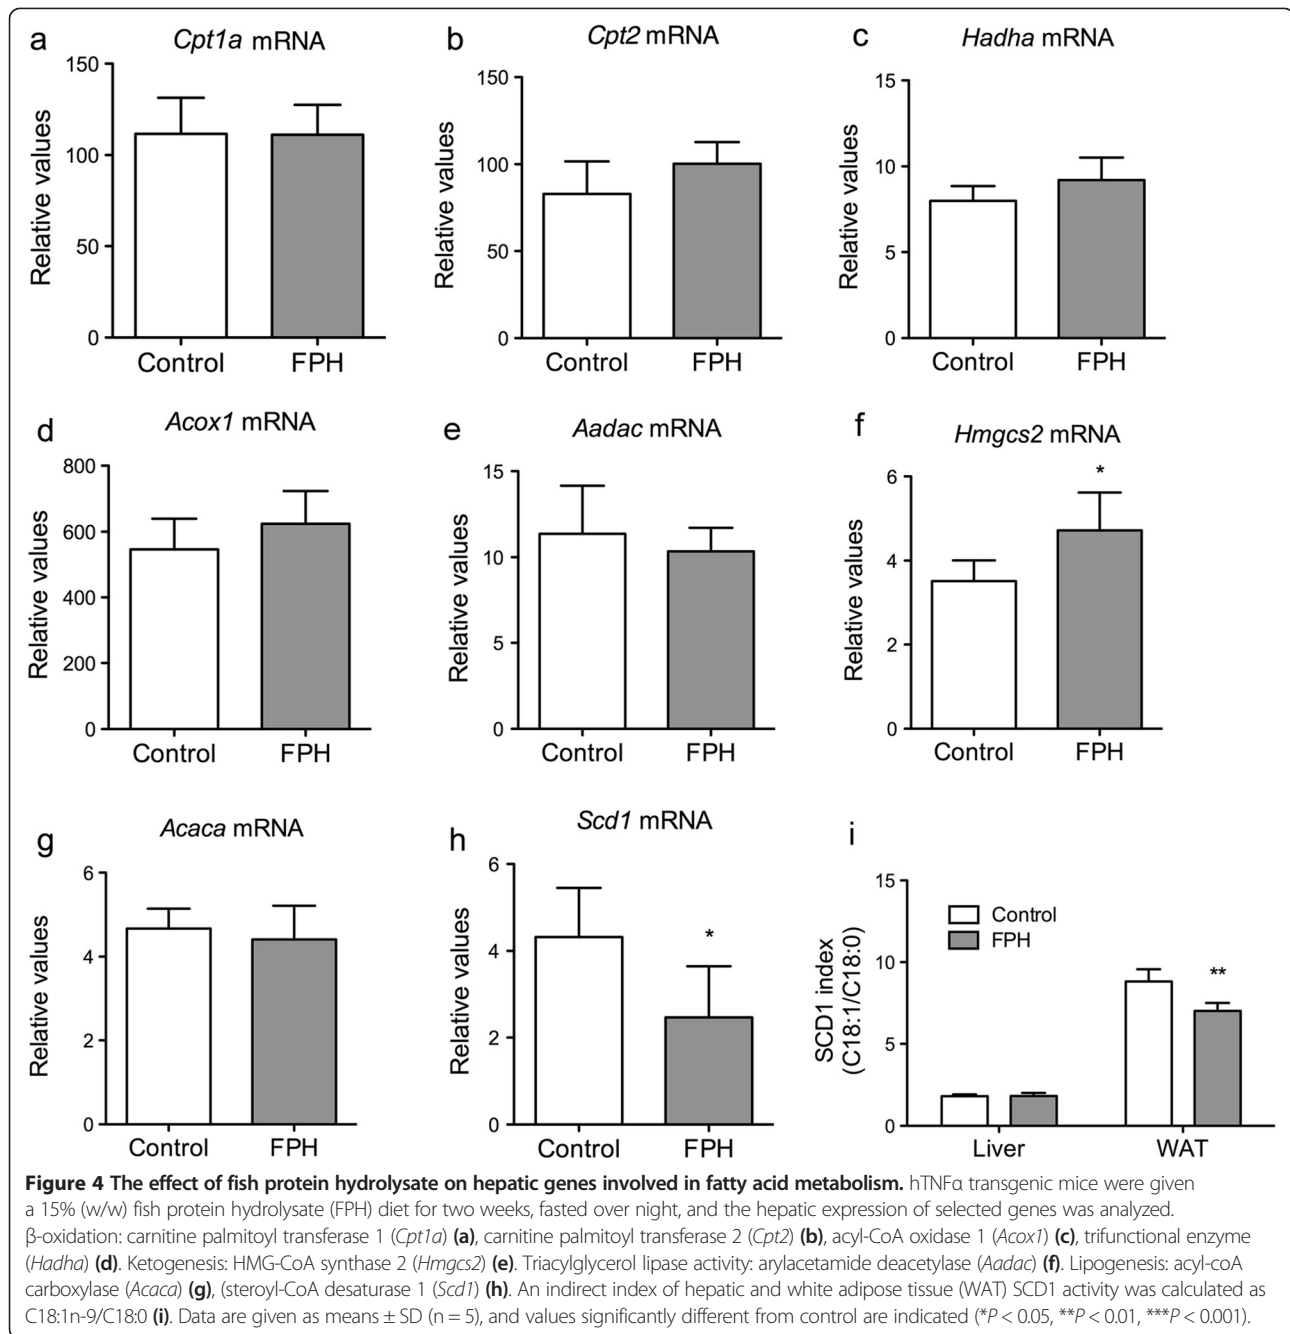 a
Cpt1a mRNA
Relative values
150
100
50
0
Control
FPH
b
Cpt2 mRNA
Relative values
150
100
50
0
Control
FPH
c
Hadha mRNA
Relative values
15
10
5
0
Control
FPH
d
Acox1 mRNA
Relative values
800
600
400
200
0
Control
FPH
e
Aadac mRNA
Relative values
15
10
5
0
Control
FPH
f
Hmgcs2 mRNA
Relative values
6
4
2
0
*
Control
FPH
g
Acaca mRNA
Relative values
6
4
2
0
Control
FPH
h
Scd1 mRNA
Relative values
6
4
2
0
*
Control
FPH
i
SCD1 index
(C18:1/C18:0)
15
10
5
0
Control
FPH
**
Liver
WAT
Figure 4 The effect of fish protein hydrolysate on hepatic genes involved in fatty acid metabolism. hTNFα transgenic mice were given
a 15% (w/w) fish protein hydrolysate (FPH) diet for two weeks, fasted over night, and the hepatic expression of selected genes was analyzed.
β-oxidation: carnitine palmitoyl transferase 1 (Cpt1a) (a), carnitine palmitoyl transferase 2 (Cpt2) (b), acyl-CoA oxidase 1 (Acox1) (c), trifunctional enzyme
(Hadha) (d). Ketogenesis: HMG-CoA synthase 2 (Hmgcs2) (e). Triacylglycerol lipase activity: arylacetamide deacetylase (Aadac) (f). Lipogenesis: acyl-coA
carboxylase (Acaca) (g), (steroyl-CoA desaturase 1 (Scd1) (h). An indirect index of hepatic and white adipose tissue (WAT) SCD1 activity was calculated as
C18:1n-9/C18:0 (i). Data are given as means ± SD (n = 5), and values significantly different from control are indicated (*P < 0.05, **P < 0.01, ***P < 0.001).